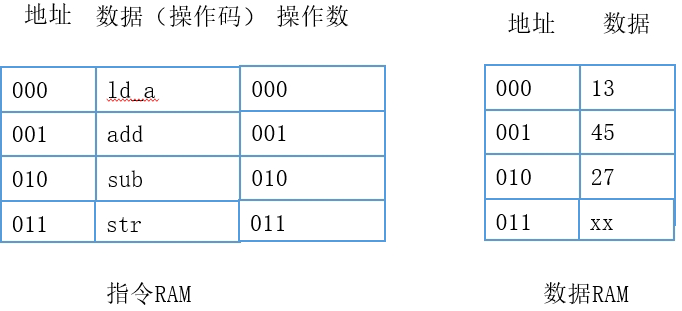 地址 数据（操作码） 操作数
000 ld_a 000
001 add 001
010 sub 010
011 str 011
指令RAM
地址 数据
000 13
001 45
010 27
011 xx
数据RAM